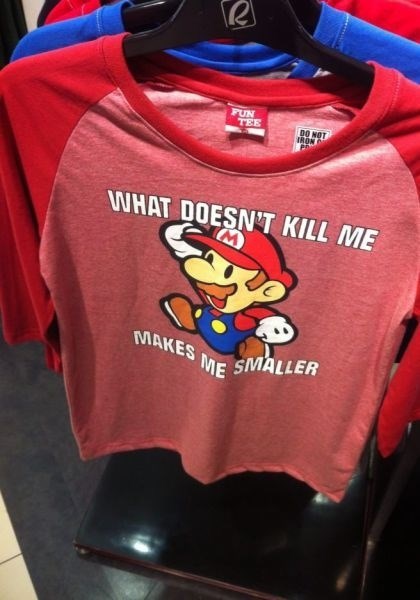 R
FUN
TEE
DO NOT
IRON
WHAT DOESN'T KILL ME
M
MAKES ME SMALLER